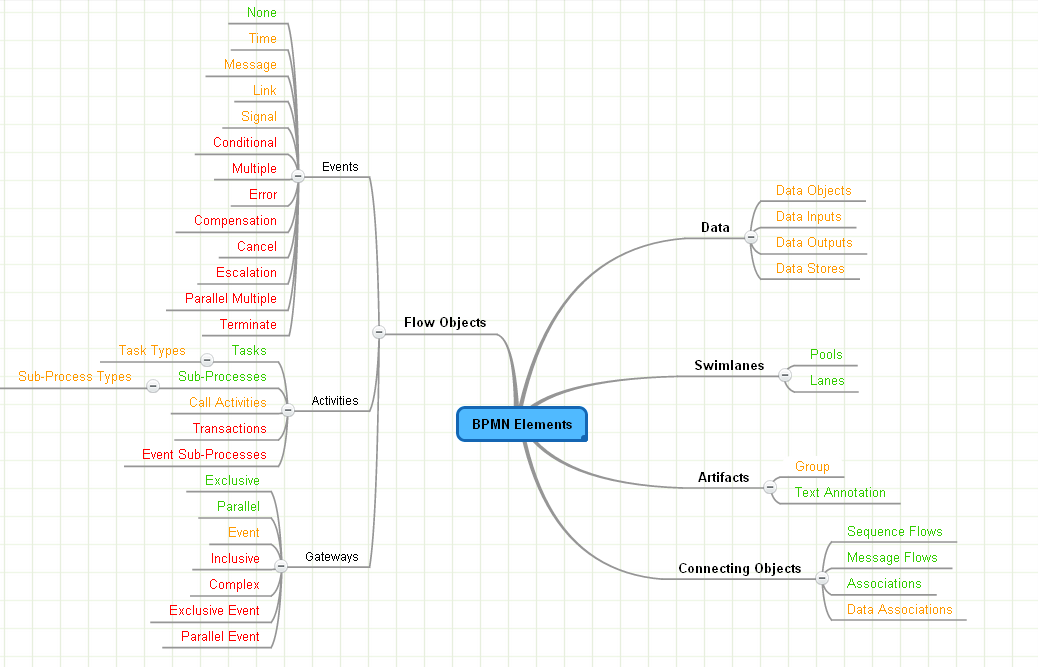 None
Time
Message
Link
Signal
Conditional
Multiple
Error
Compensation
Cancel
Escalation
Parallel Multiple
Terminate
Events
Task Types
Tasks
Sub-Process Types
Sub-Processes
Call Activities
Transactions
Event Sub-Processes
Activities
Exclusive
Parallel
Event
Inclusive
Complex
Exclusive Event
Parallel Event
Gateways
Flow Objects
BPMN Elements
Data
Data Objects
Data Inputs
Data Outputs
Data Stores
Swimlanes
Pools
Lanes
Artifacts
Group
Text Annotation
Connecting Objects
Sequence Flows
Message Flows
Associations
Data Associations